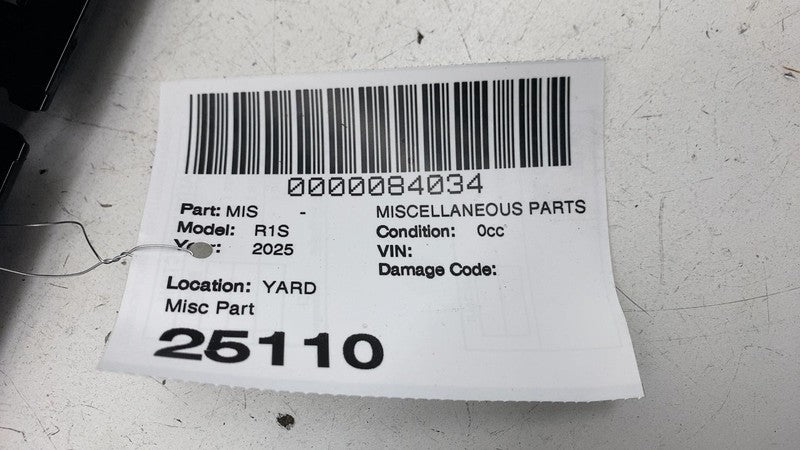 0000084034
Part: MIS - MISCELLANEOUS PARTS
Model: R1S Condition: 0cc
2025 VIN:
Damage Code:
Location: YARD
Misc Part
25110